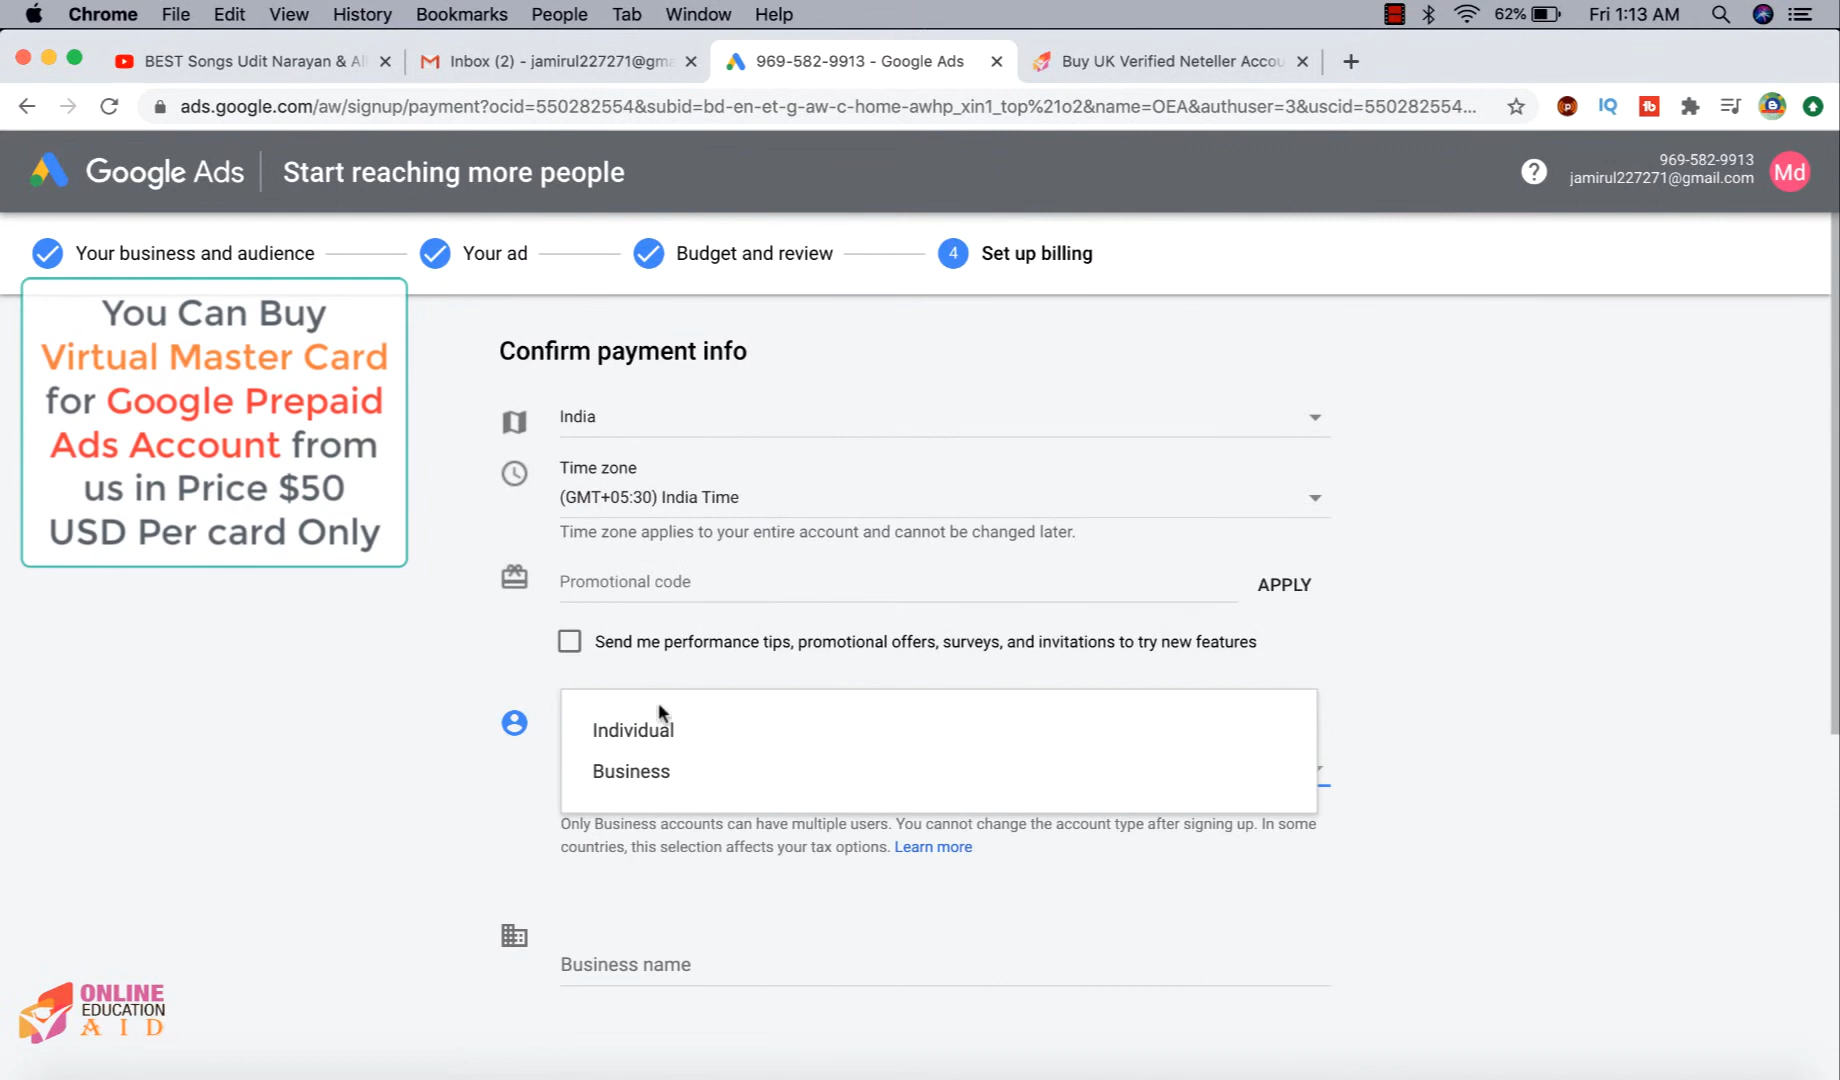 Chrome File Edit View History Bookmarks People Tab Window Help 62% Fri 1:13 AM
BEST Songs Udit Narayan & Al
Inbox (2) - jamirul227271@gma
969-582-9913 - Google Ads
Buy UK Verified Neteller Accou
ads.google.com/aw/signup/payment?ocid=550282554&subid=bd-en-et-g-aw-c-home-awhp_xin1_top%21o2&name=OEA&authuser=3&uscid=550282554...
Google Ads Start reaching more people
969-582-9913
jamirul227271@gmail.com
Md
Your business and audience
Your ad
Budget and review
4 Set up billing
You Can Buy
Virtual Master Card
for Google Prepaid
Ads Account from
us in Price $50
USD Per card Only
Confirm payment info
India
Time zone
(GMT+05:30) India Time
Time zone applies to your entire account and cannot be changed later.
Promotional code
APPLY
Send me performance tips, promotional offers, surveys, and invitations to try new features
Individual
Business
Only Business accounts can have multiple users. You cannot change the account type after signing up. In some
countries, this selection affects your tax options. Learn more
Business name
ONLINE
EDUCATION
AID